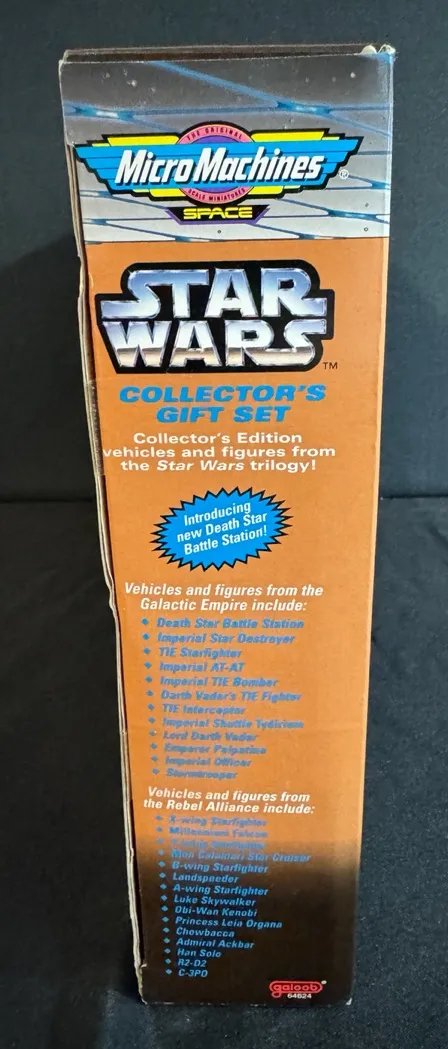 THE ORIGINAL
Micro Machines®
SCALE MINIATURES
SPACE
STAR
WARS
™
COLLECTOR'S
GIFT SET
Collector's Edition
vehicles and figures from
the Star Wars trilogy!
Introducing
new Death Star
Battle Station!
Vehicles and figures from the
Galactic Empire include:
Death Star Battle Station
Imperial Star Destroyer
TIE Starfighter
Imperial AT-AT
Imperial TIE Bomber
Darth Vader's TIE Fighter
TIE Interceptor
Imperial Shuttle Tydirium
Lord Darth Vader
Emperor Palpatine
Imperial Officer
Stormtrooper
Vehicles and figures from
the Rebel Alliance include:
X-wing Starfighter
Millennium Falcon
Starfighter
Mon Calamari Star Cruiser
B-wing Starfighter
Landspeeder
A-wing Starfighter
Luke Skywalker
Obi-Wan Kenobi
Princess Leia Organa
Chewbacca
Admiral Ackbar
Han Solo
R2-D2
C-3PO
galoob®
64624